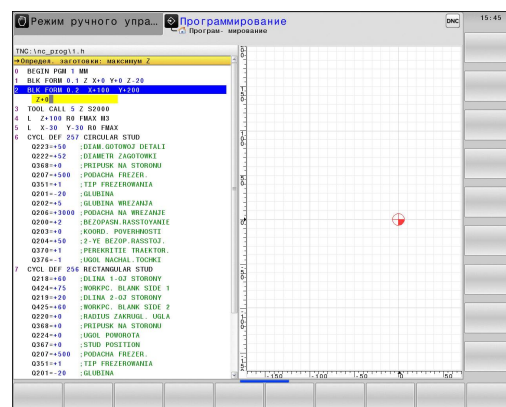 Режим ручного упра...
Программирование
Програм- мирование
DNC
15:45
TNC:\nc_prog\1.h
→Определ. заготовки: максимум Z
0 BEGIN PGM 1 MM
1 BLK FORM 0.1 Z X+0 Y+0 Z-20
2 BLK FORM 0.2 X+100 Y+200
Z+0
3 TOOL CALL 5 Z S2000
4 L Z+100 R0 FMAX M3
5 L X-30 Y-30 R0 FMAX
6 CYCL DEF 257 CIRCULAR STUD
Q223=+50 ;DIAM.GOTOWOJ DETALI
Q222=+52 ;DIAMETR ZAGOTOWKI
Q368=+0 ;PRIPUSK NA STORONU
Q207=+500 ;PODACHA FREZER.
Q351=+1 ;TIP FREZEROWANIA
Q201=-20 ;GLUBINA
Q202=+5 ;GLUBINA WREZANJA
Q206=+3000 ;PODACHA NA WREZANJE
Q200=+2 ;BEZOPASN.RASSTOYANIE
Q203=+0 ;KOORD. POVERHNOSTI
Q204=+50 ;2-YE BEZOP.RASSTOJ.
Q370=+1 ;PEREKRITIE TRAEKTOR.
Q376=-1 ;UGOL NACHAL.TOCHKI
7 CYCL DEF 256 RECTANGULAR STUD
Q218=+60 ;DLINA 1-OJ STORONY
Q424=+75 ;WORKPC. BLANK SIDE 1
Q219=+20 ;DLINA 2-OJ STORONY
Q425=+60 ;WORKPC. BLANK SIDE 2
Q220=+0 ;RADIUS ZAKRUGL. UGLA
Q368=+0 ;PRIPUSK NA STORONU
Q224=+0 ;UGOL POWOROTA
Q367=+0 ;STUD POSITION
Q207=+500 ;PODACHA FREZER.
Q351=+1 ;TIP FREZEROWANIA
Q201=-20 ;GLUBINA
-150 -100 -50 0 50